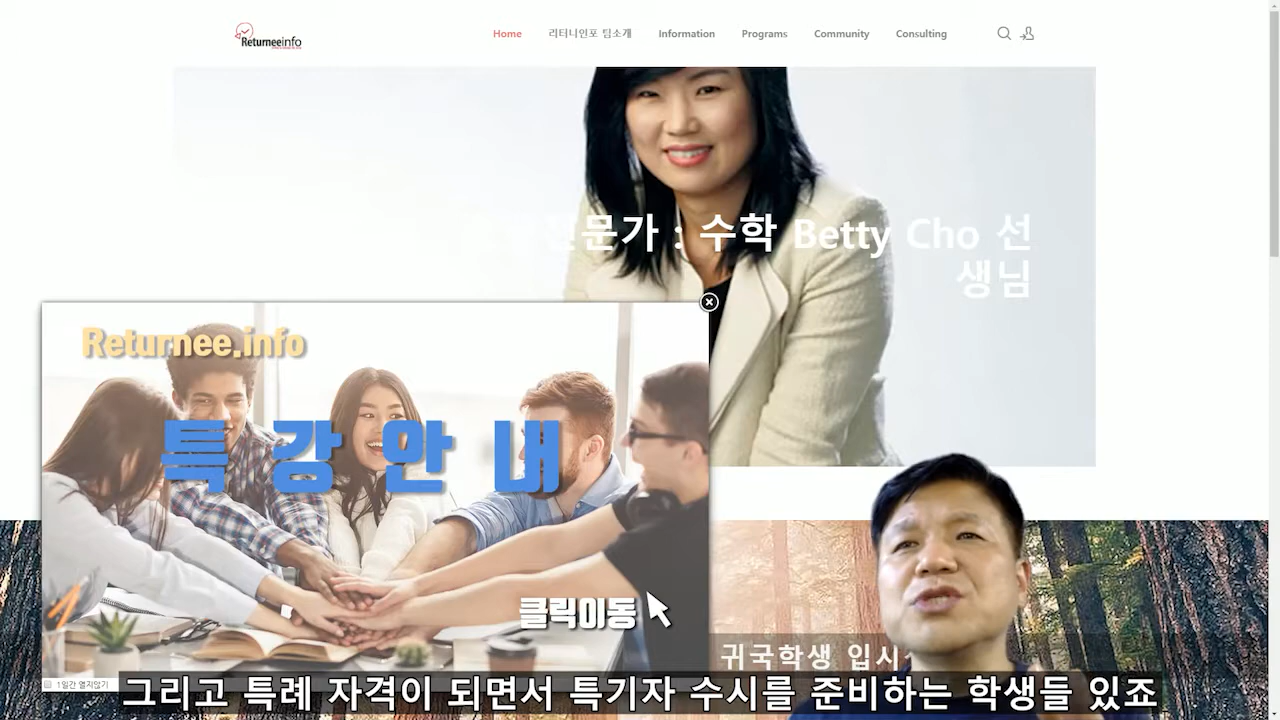 Returneeinfo
Home 리터니인포 팀소개 Information Programs Community Consulting
전문가 : 수학 Betty Cho 선
생님
Returnee.info
특 강 안 내
클릭이동
귀국학생 입시
1일간 열지않기
그리고 특례 자격이 되면서 특기자 수시를 준비하는 학생들 있죠